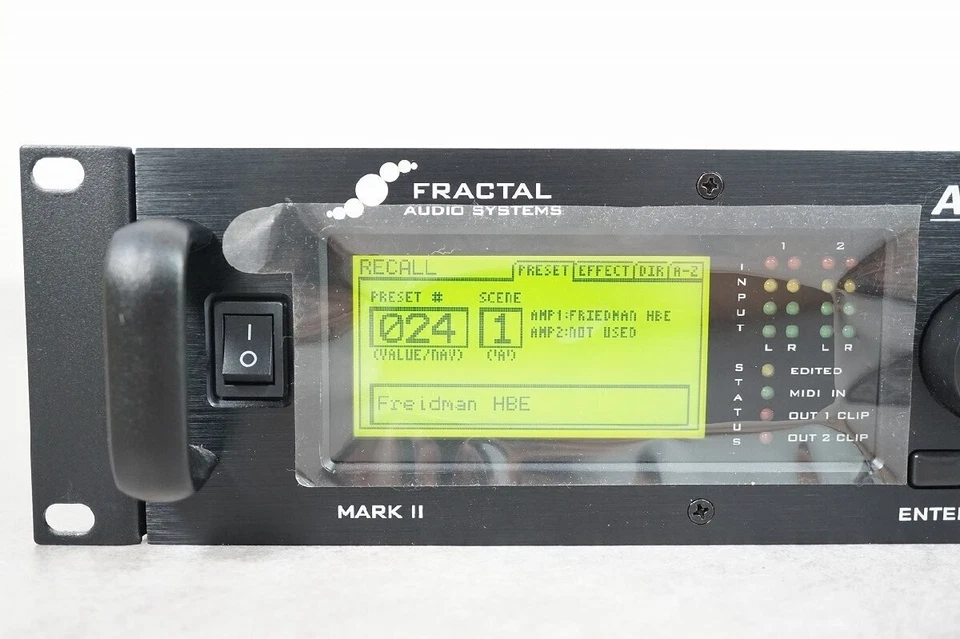 FRACTAL
AUDIO SYSTEMS
A
RECALL
PRESET EFFECT DIR A-Z
PRESET # SCENE
024 1
AMP1:FRIEDMAN HBE
AMP2:NOT USED
(VALUE/NAV) ('A')
Freidman HBE
1 2
INPUT
L R L R
STATUS
EDITED
MIDI IN
OUT 1 CLIP
OUT 2 CLIP
I
O
MARK II
ENTE